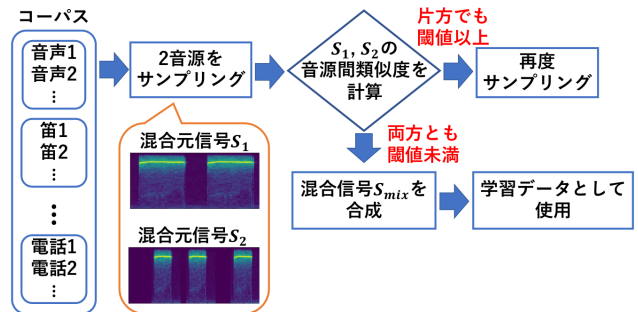 コーパス
音声1
音声2
⋮
笛1
笛2
⋮
⋮
電話1
電話2
⋮
2音源を
サンプリング
混合元信号S₁
混合元信号S₂
S₁, S₂の
音源間類似度を
計算
片方でも
閾値以上
再度
サンプリング
両方とも
閾値未満
混合信号Sₘᵢₓを
合成
学習データとして
使用